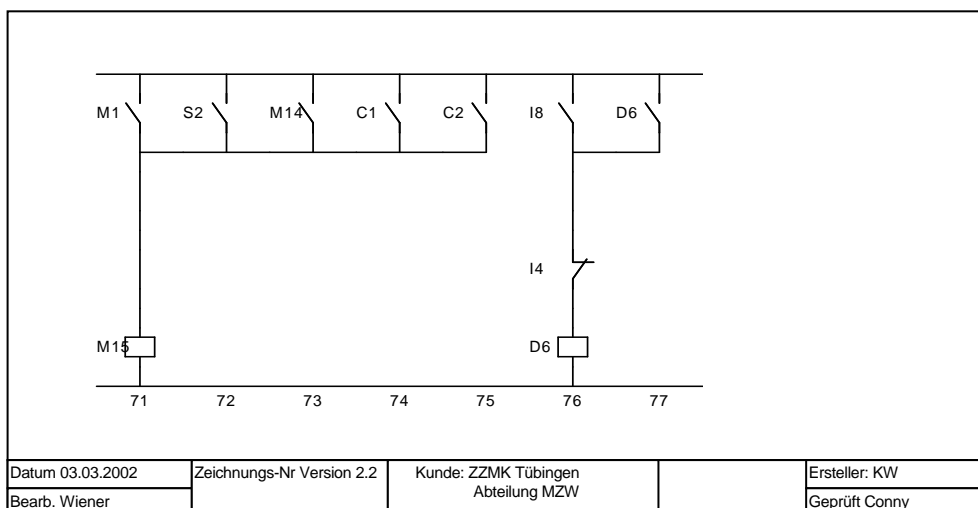 M1 S2 M14 C1 C2 I8 D6
I4
M15 D6
71 72 73 74 75 76 77
Datum 03.03.2002 Zeichnungs-Nr Version 2.2 Kunde: ZZMK Tübingen Ersteller: KW
Abteilung MZW
Bearb. Wiener Geprüft Conny